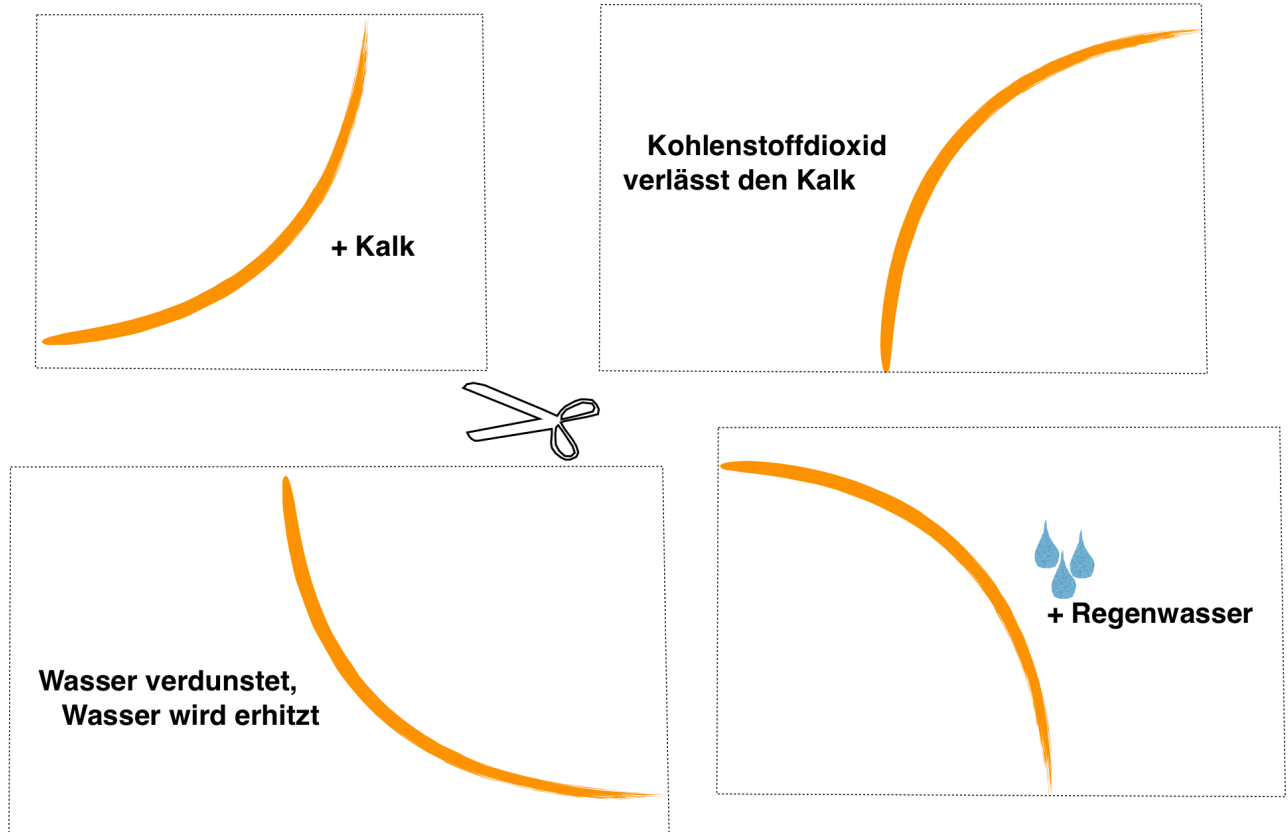 + Kalk
Kohlenstoffdioxid
verlässt den Kalk
Wasser verdunstet,
Wasser wird erhitzt
+ Regenwasser